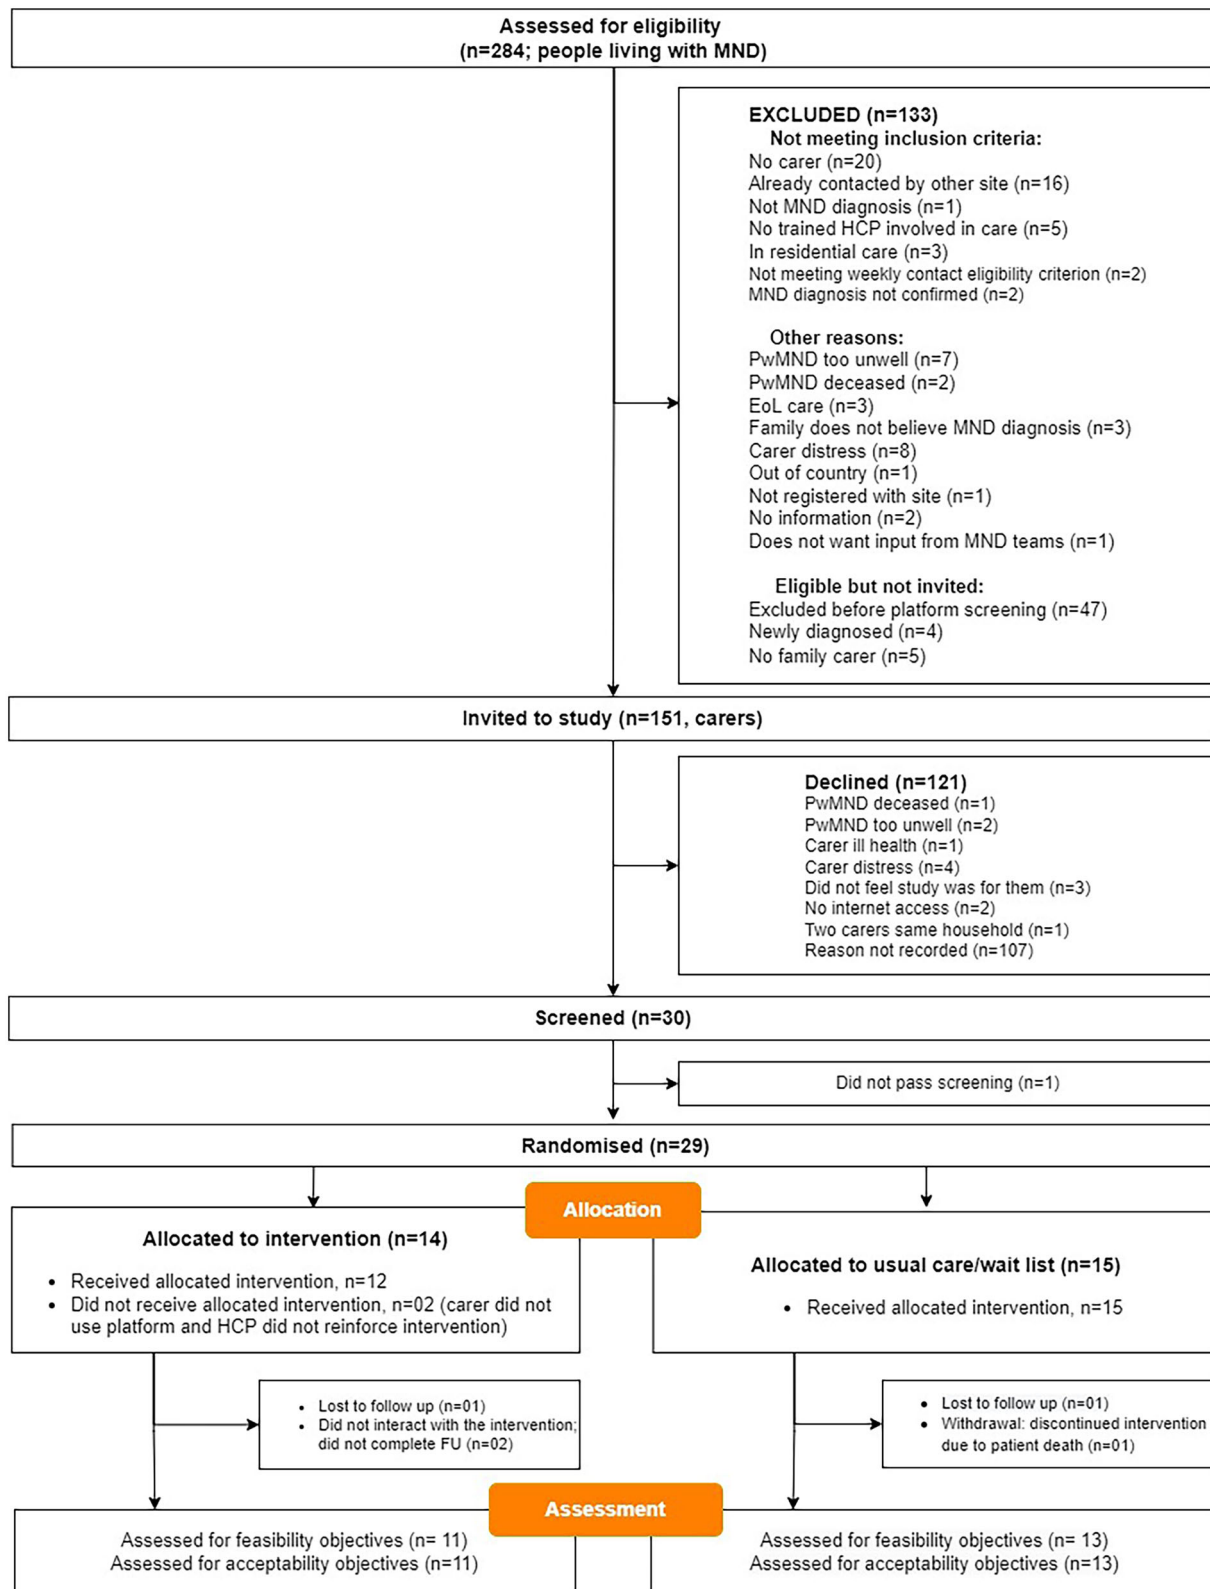 Assessed for eligibility
(n=284; people living with MND)
EXCLUDED (n=133)
Not meeting inclusion criteria:
No carer (n=20)
Already contacted by other site (n=16)
Not MND diagnosis (n=1)
No trained HCP involved in care (n=5)
In residential care (n=3)
Not meeting weekly contact eligibility criterion (n=2)
MND diagnosis not confirmed (n=2)
Other reasons:
PwMND too unwell (n=7)
PwMND deceased (n=2)
EoL care (n=3)
Family does not believe MND diagnosis (n=3)
Carer distress (n=8)
Out of country (n=1)
Not registered with site (n=1)
No information (n=2)
Does not want input from MND teams (n=1)
Eligible but not invited:
Excluded before platform screening (n=47)
Newly diagnosed (n=4)
No family carer (n=5)
Invited to study (n=151, carers)
Declined (n=121)
PwMND deceased (n=1)
PwMND too unwell (n=2)
Carer ill health (n=1)
Carer distress (n=4)
Did not feel study was for them (n=3)
No internet access (n=2)
Two carers same household (n=1)
Reason not recorded (n=107)
Screened (n=30)
Did not pass screening (n=1)
Randomised (n=29)
Allocation
Allocated to intervention (n=14)
• Received allocated intervention, n=12
• Did not receive allocated intervention, n=02 (carer did not
use platform and HCP did not reinforce intervention)
Allocated to usual care/wait list (n=15)
• Received allocated intervention, n=15
• Lost to follow up (n=01)
• Did not interact with the intervention;
did not complete FU (n=02)
• Lost to follow up (n=01)
• Withdrawal: discontinued intervention
due to patient death (n=01)
Assessment
Assessed for feasibility objectives (n= 11)
Assessed for acceptability objectives (n=11)
Assessed for feasibility objectives (n= 13)
Assessed for acceptability objectives (n=13)